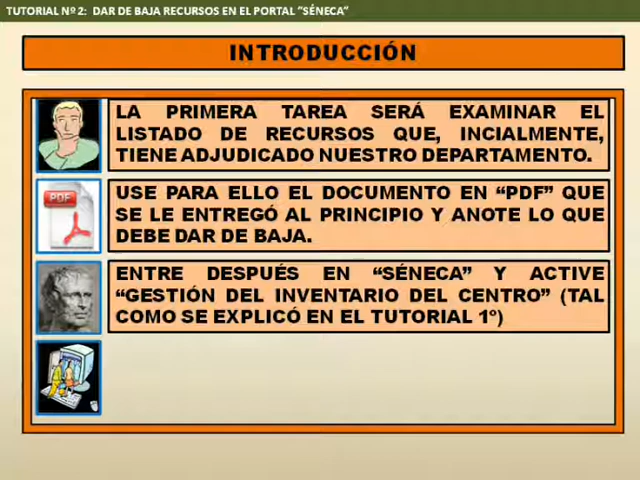 TUTORIAL Nº 2: DAR DE BAJA RECURSOS EN EL PORTAL “SÉNECA”
INTRODUCCIÓN
LA PRIMERA TAREA SERÁ EXAMINAR EL
LISTADO DE RECURSOS QUE, INCIALMENTE,
TIENE ADJUDICADO NUESTRO DEPARTAMENTO.
PDF
USE PARA ELLO EL DOCUMENTO EN “PDF” QUE
SE LE ENTREGÓ AL PRINCIPIO Y ANOTE LO QUE
DEBE DAR DE BAJA.
ENTRE DESPUÉS EN “SÉNECA” Y ACTIVE
“GESTIÓN DEL INVENTARIO DEL CENTRO” (TAL
COMO SE EXPLICÓ EN EL TUTORIAL 1º)